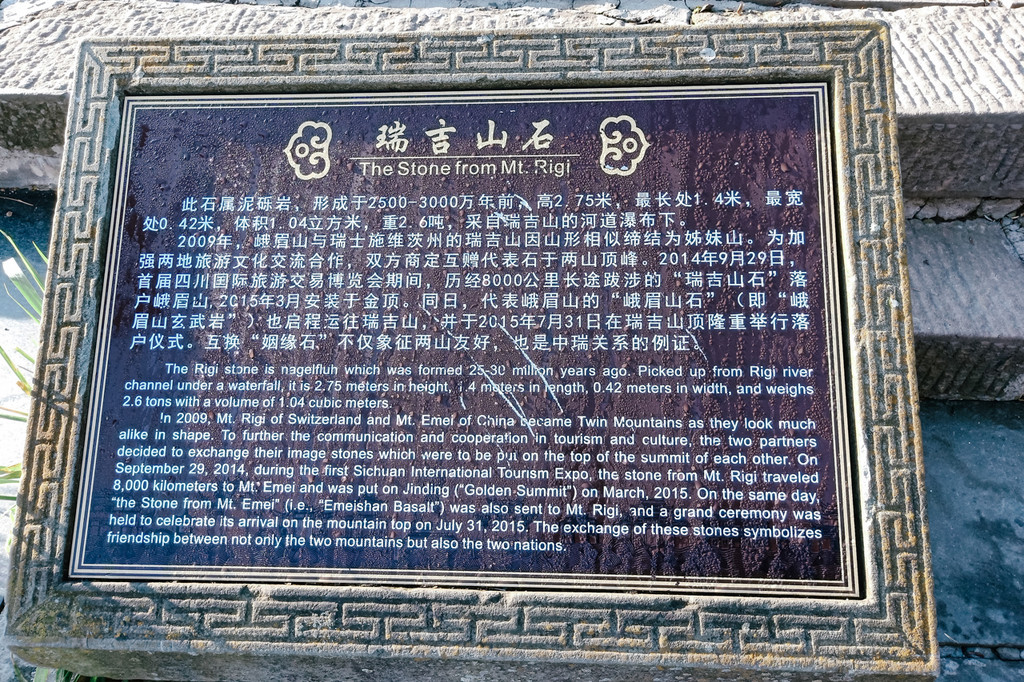 瑞吉山石
The Stone from Mt. Rigi
此石属泥砾岩，形成于2500-3000万年前，高2.75米，最长处1.4米，最宽
处0.42米，体积1.04立方米，重2.6吨，采自瑞吉山的河道瀑布下。
2009年，峨眉山与瑞士施维茨州的瑞吉山因山形相似缔结为姊妹山。为加
强两地旅游文化交流合作，双方商定互赠代表石于两山顶峰。2014年9月29日，
首届四川国际旅游交易博览会期间，历经8000公里长途跋涉的“瑞吉山石”落
户峨眉山，2015年3月安装于金顶。同日，代表峨眉山的“峨眉山石”（即“峨
眉山玄武岩”）也启程运往瑞吉山，并于2015年7月31日在瑞吉山顶隆重举行落
户仪式。互换“姻缘石”不仅象征两山友好，也是中瑞关系的例证。
The Rigi stone is nagelfluh which was formed 25-30 million years ago. Picked up from Rigi river
channel under a waterfall, it is 2.75 meters in height, 1.4 meters in length, 0.42 meters in width, and weighs
2.6 tons with a volume of 1.04 cubic meters.
In 2009, Mt. Rigi of Switzerland and Mt. Emei of China became Twin Mountains as they look much
alike in shape. To further the communication and cooperation in tourism and culture, the two partners
decided to exchange their image stones which were to be put on the top of the summit of each other. On
September 29, 2014, during the first Sichuan International Tourism Expo, the stone from Mt. Rigi traveled
8,000 kilometers to Mt. Emei and was put on Jinding ("Golden-Summit") on March, 2015. On the same day,
"the Stone from Mt. Emei" (i.e., "Emeishan Basalt") was also sent to Mt. Rigi, and a grand ceremony was
held to celebrate its arrival on the mountain top on July 31, 2015. The exchange of these stones symbolizes
friendship between not only the two mountains but also the two nations.